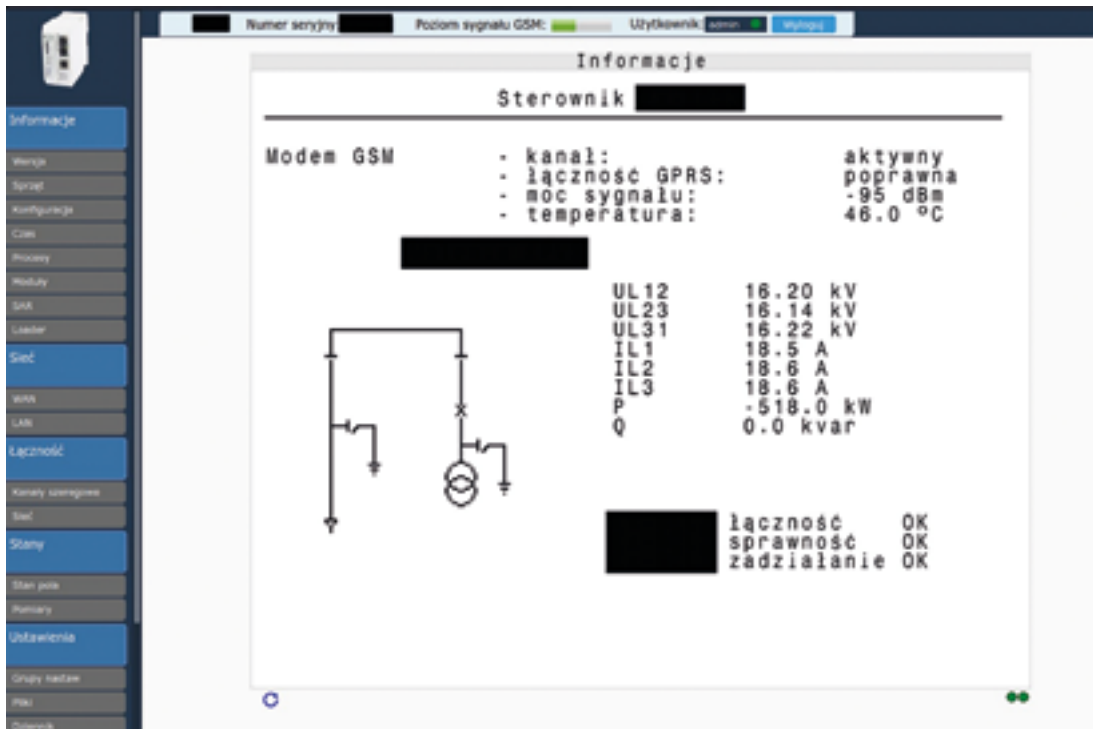 Numer seryjny
Poziom sygnału GSM:
Użytkownik: admin
Wyloguj
Informacje
Wersja
Sprzęt
Konfiguracja
Czas
Procesy
Moduły
Loader
Sieć
WAN
LAN
Łączność
Kanały szeregowe
Sieć
Stany
Stan pola
Pomiary
Ustawienia
Grupy nastaw
Pliki
Dziennik
Informacje
Sterownik
Modem GSM - kanał: aktywny
- łączność GPRS: poprawna
- moc sygnału: -95 dBm
- temperatura: 46.0 ºC
UL12 16.20 kV
UL23 16.14 kV
UL31 16.22 kV
IL1 18.5 A
IL2 18.6 A
IL3 18.6 A
P -518.0 kW
Q 0.0 kvar
łączność OK
sprawność OK
zadziałanie OK